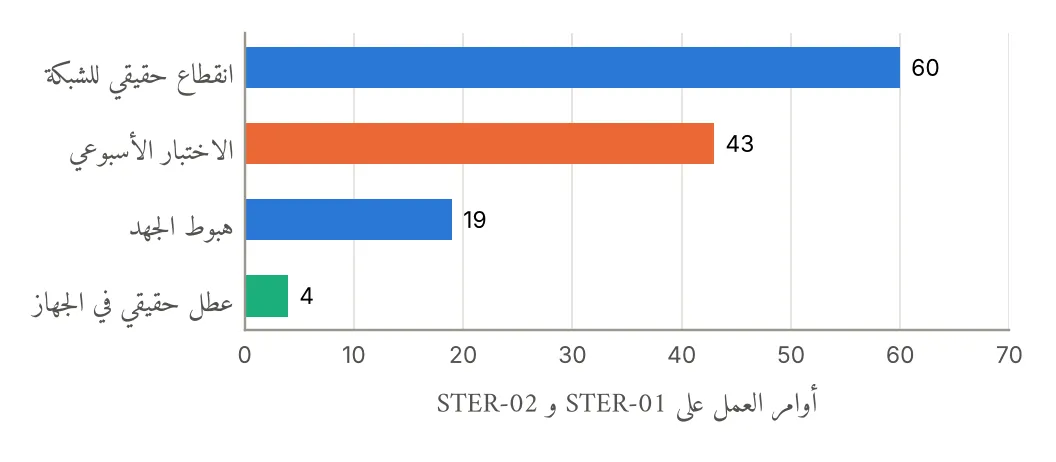 انقطاع حقيقي للشبكة 60
الاختبار الأسبوعي 43
هبوط الجهد 19
عطل حقيقي في الجهاز 4
0 10 20 30 40 50 60 70
أوامر العمل على STER-01 و STER-02